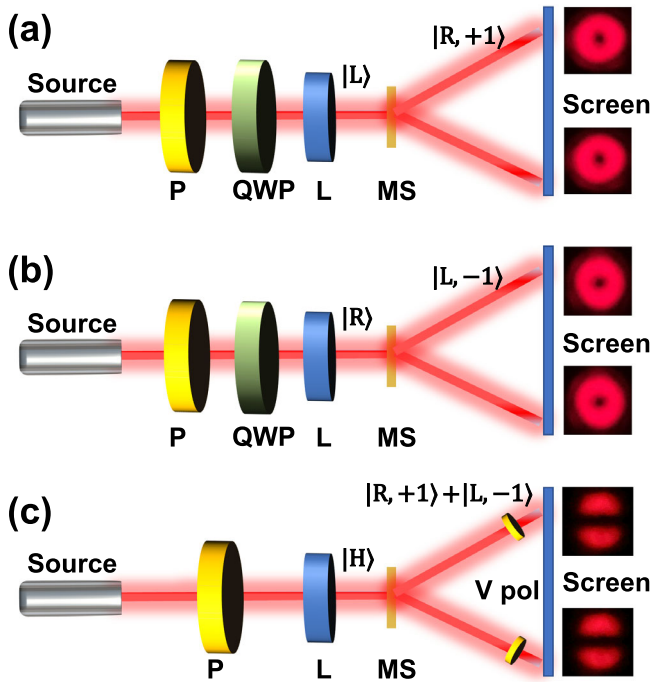 (a)
Source
|L⟩
|R, +1⟩
Screen
P
QWP
L
MS
(b)
Source
|R⟩
|L, −1⟩
Screen
P
QWP
L
MS
(c)
Source
|H⟩
|R, +1⟩+|L, −1⟩
V pol
Screen
P
L
MS